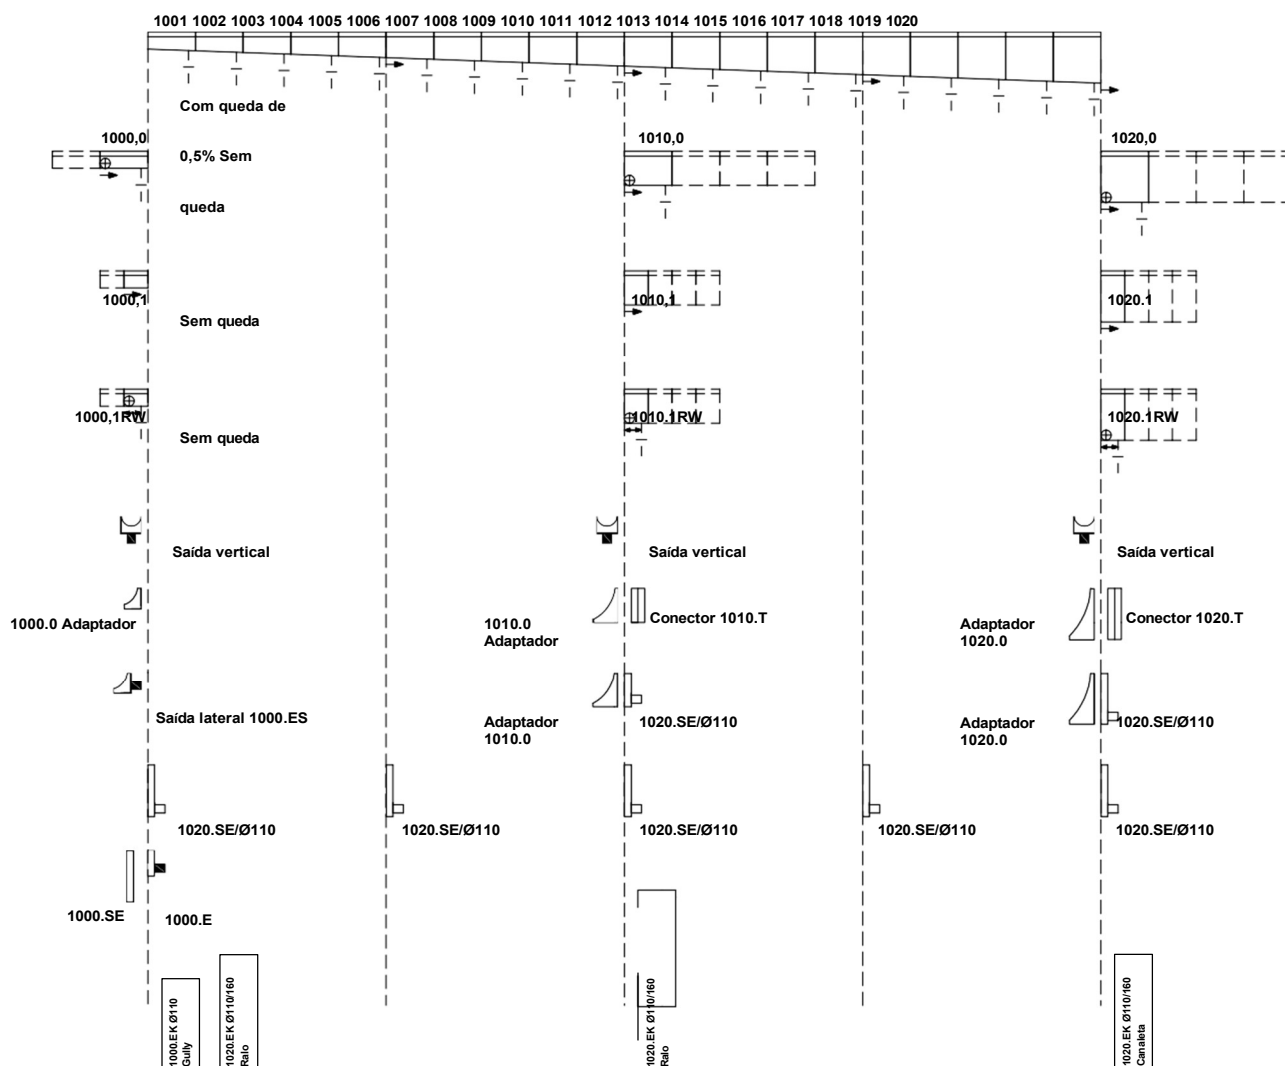 1001 1002 1003 1004 1005 1006 1007 1008 1009 1010 1011 1012 1013 1014 1015 1016 1017 1018 1019 1020
Com queda de
1000,0
0,5% Sem
1010,0
1020,0
queda
1000,1
1010,1
1020.1
Sem queda
1000,1RW
1010.1RW
1020.1RW
Sem queda
Saída vertical
Saída vertical
Saída vertical
1000.0 Adaptador
1010.0
Adaptador
Conector 1010.T
Adaptador
1020.0
Conector 1020.T
Saída lateral 1000.ES
Adaptador
1010.0
1020.SE/Ø110
Adaptador
1020.0
1020.SE/Ø110
1020.SE/Ø110
1020.SE/Ø110
1020.SE/Ø110
1020.SE/Ø110
1020.SE/Ø110
1000.SE
1000.E
1000.EK Ø110
Gully
1020.EK Ø110/160
Ralo
1020.EK Ø110/160
Ralo
1020.EK Ø110/160
Canaleta